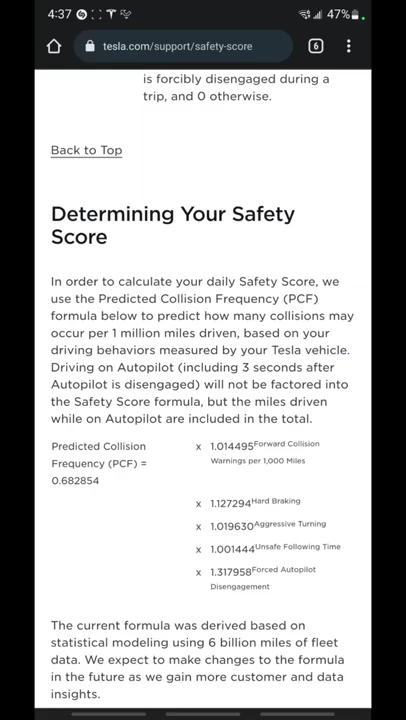 4:37
47%
tesla.com/support/safety-score
6
is forcibly disengaged during a
trip, and 0 otherwise.
Back to Top
Determining Your Safety
Score
In order to calculate your daily Safety Score, we
use the Predicted Collision Frequency (PCF)
formula below to predict how many collisions may
occur per 1 million miles driven, based on your
driving behaviors measured by your Tesla vehicle.
Driving on Autopilot (including 3 seconds after
Autopilot is disengaged) will not be factored into
the Safety Score formula, but the miles driven
while on Autopilot are included in the total.
Predicted Collision
Frequency (PCF) =
0.682854
x 1.014495Forward Collision
Warnings per 1,000 Miles
x 1.127294Hard Braking
x 1.019630Aggressive Turning
x 1.001444Unsafe Following Time
x 1.317958Forced Autopilot
Disengagement
The current formula was derived based on
statistical modeling using 6 billion miles of fleet
data. We expect to make changes to the formula
in the future as we gain more customer and data
insights.